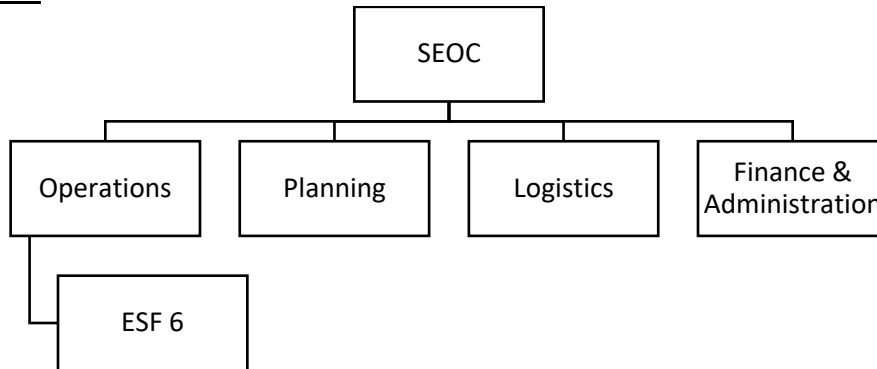 SEOC
Operations
Planning
Logistics
Finance &
Administration
ESF 6